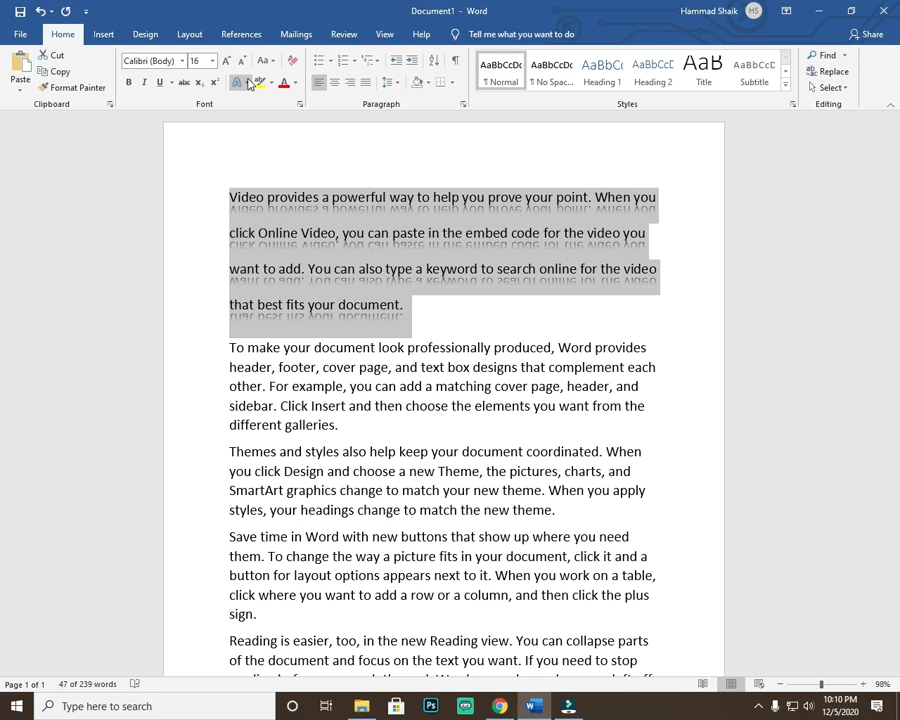 Document1 - Word
Hammad Shaik HS
File Home Insert Design Layout References Mailings Review View Help Tell me what you want to do Share
Paste
Cut
Copy
Format Painter
Clipboard
Calibri (Body) 16
Font
Paragraph
AaBbCcDc AaBbCcDc AaBbCc AaBbCcD AaB AaBbCcD
¶ Normal ¶ No Spac... Heading 1 Heading 2 Title Subtitle
Styles
Find
Replace
Select
Editing
Video provides a powerful way to help you prove your point. When you
click Online Video, you can paste in the embed code for the video you
want to add. You can also type a keyword to search online for the video
that best fits your document.
To make your document look professionally produced, Word provides
header, footer, cover page, and text box designs that complement each
other. For example, you can add a matching cover page, header, and
sidebar. Click Insert and then choose the elements you want from the
different galleries.
Themes and styles also help keep your document coordinated. When
you click Design and choose a new Theme, the pictures, charts, and
SmartArt graphics change to match your new theme. When you apply
styles, your headings change to match the new theme.
Save time in Word with new buttons that show up where you need
them. To change the way a picture fits in your document, click it and a
button for layout options appears next to it. When you work on a table,
click where you want to add a row or a column, and then click the plus
sign.
Reading is easier, too, in the new Reading view. You can collapse parts
of the document and focus on the text you want. If you need to stop
Page 1 of 1 47 of 239 words 98%
Type here to search
10:10 PM
12/5/2020